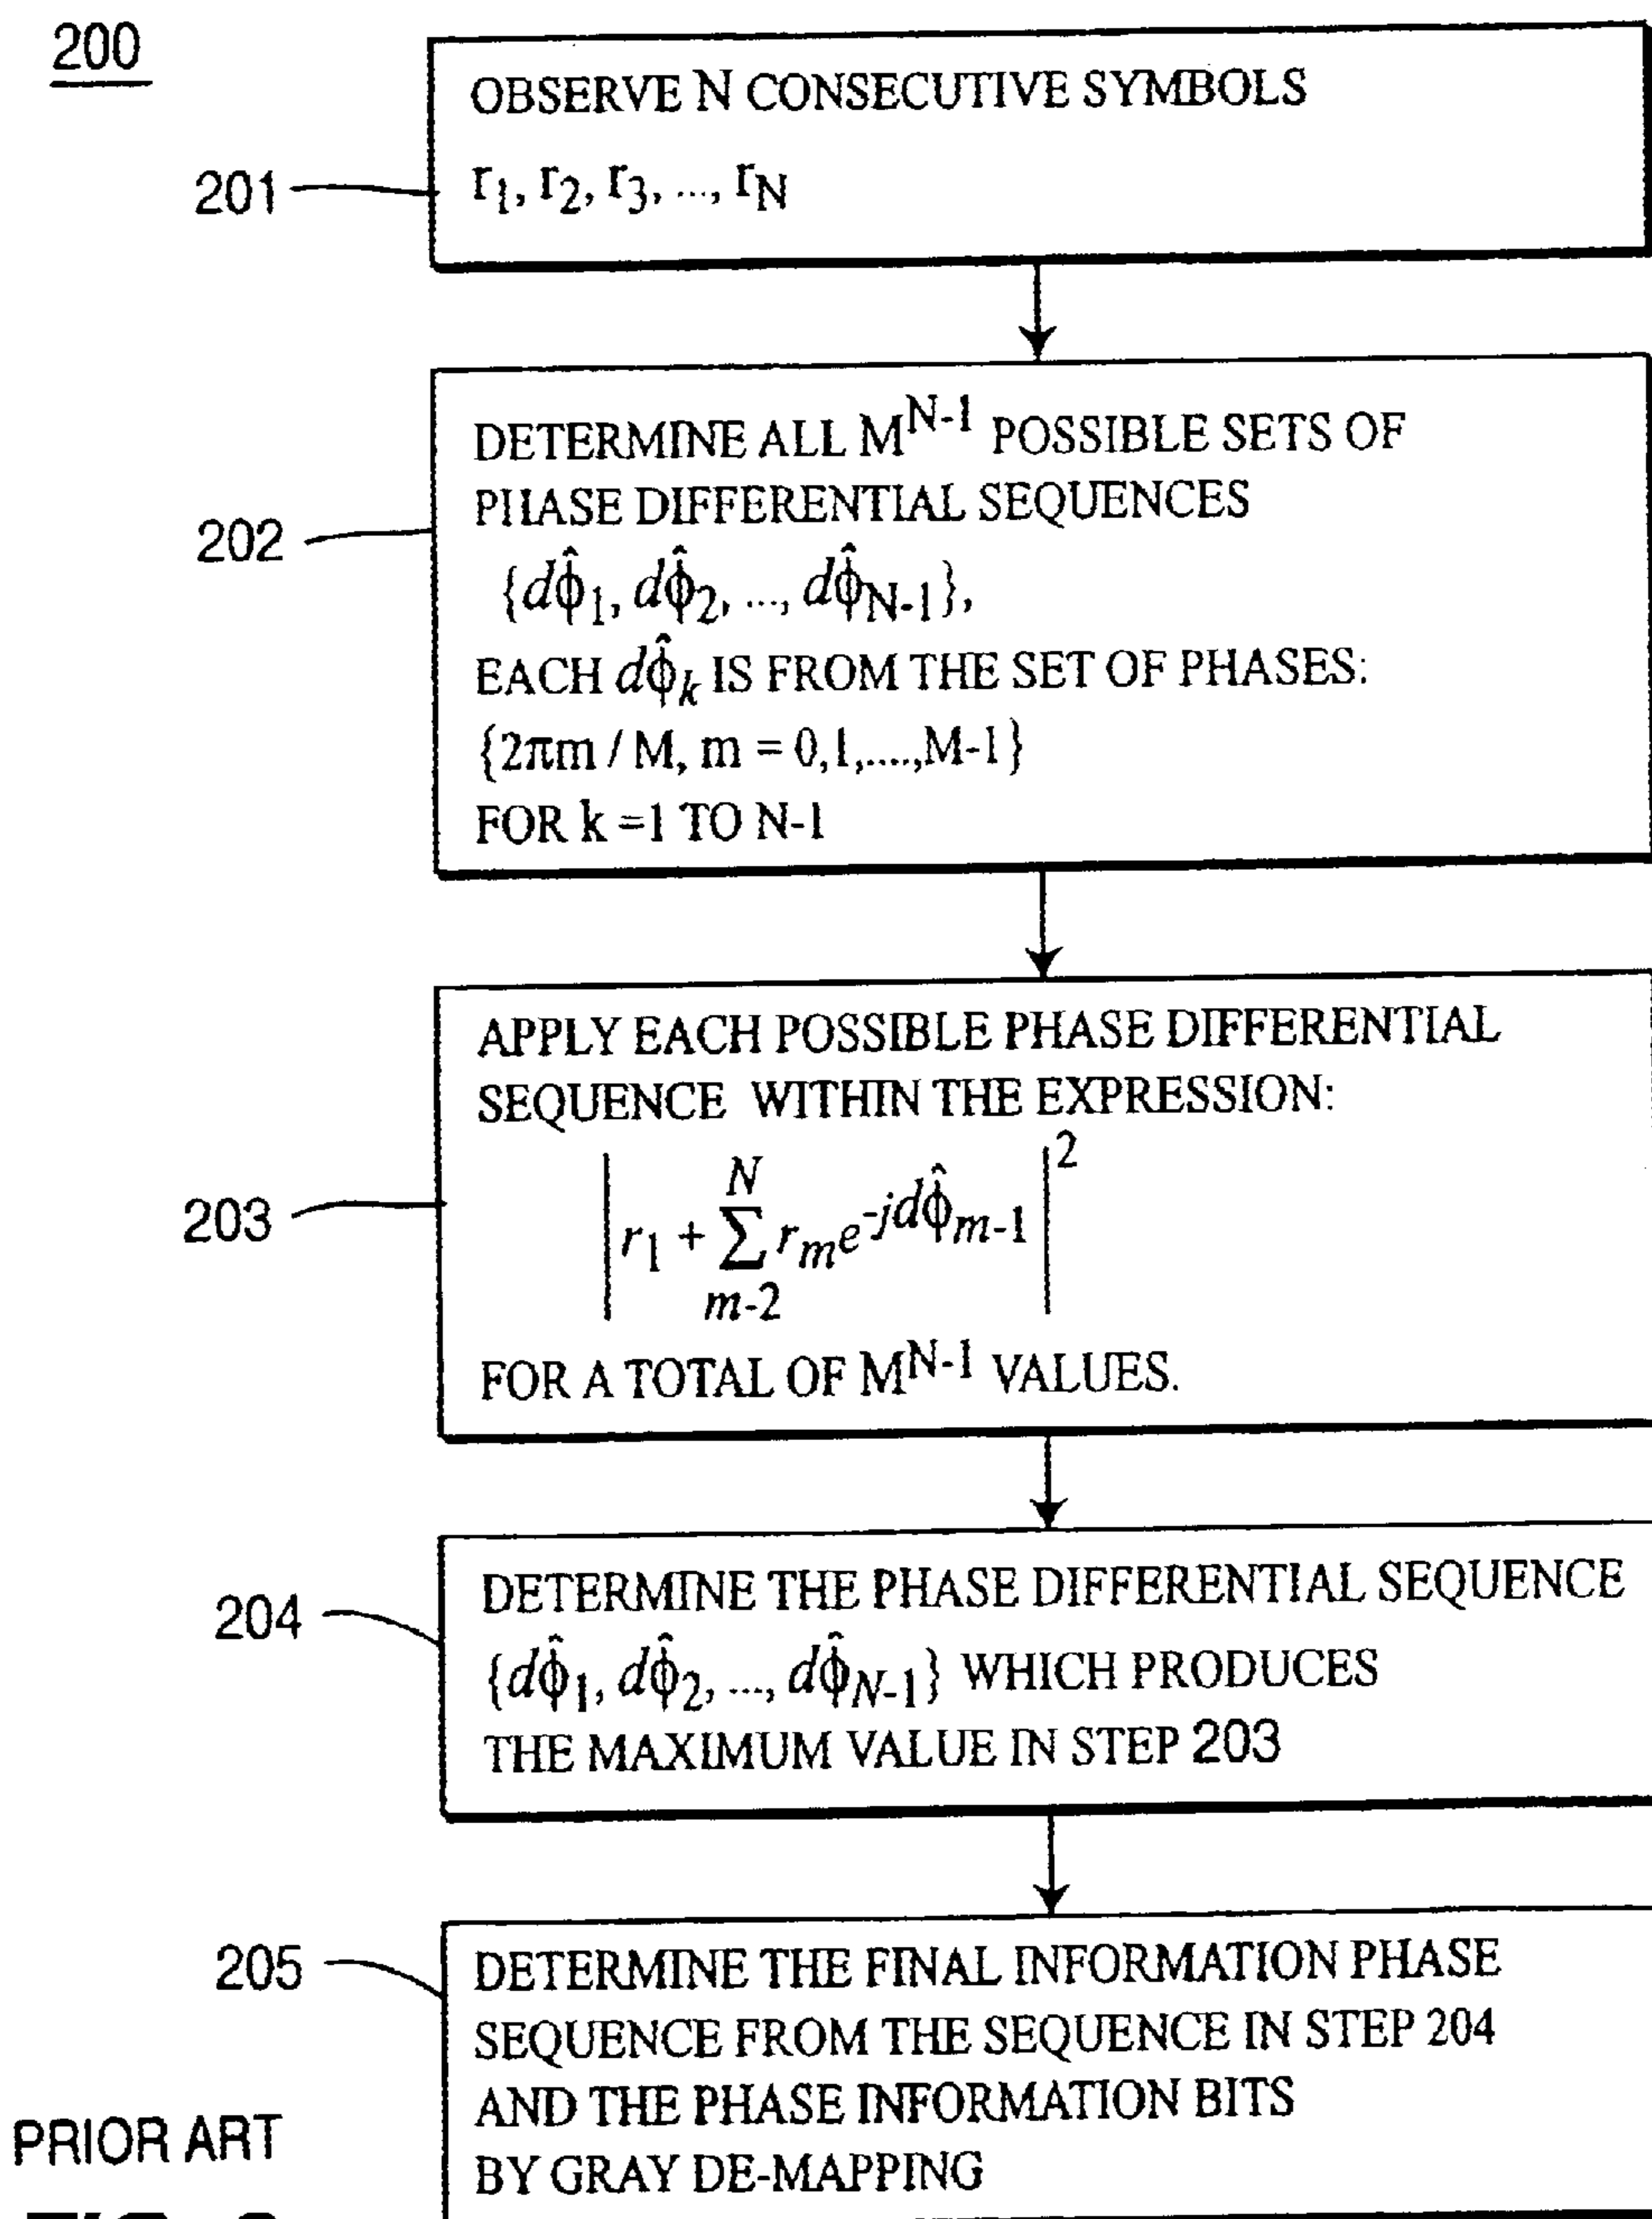 200
OBSERVE N CONSECUTIVE SYMBOLS
201
r₁, r₂, r₃, ..., r_N
DETERMINE ALL M^{N-1} POSSIBLE SETS OF
PHASE DIFFERENTIAL SEQUENCES
202
{dφ̂₁, dφ̂₂, ..., dφ̂_{N-1}},
EACH dφ̂_k IS FROM THE SET OF PHASES:
{2πm / M, m = 0,1,....,M-1}
FOR k =1 TO N-1
APPLY EACH POSSIBLE PHASE DIFFERENTIAL
SEQUENCE WITHIN THE EXPRESSION:
203
|r₁ + \sum_{m-2}^{N} r_m e^{-jdφ̂_{m-1}}|²
FOR A TOTAL OF M^{N-1} VALUES.
204
DETERMINE THE PHASE DIFFERENTIAL SEQUENCE
{dφ̂₁, dφ̂₂, ..., dφ̂_{N-1}} WHICH PRODUCES
THE MAXIMUM VALUE IN STEP 203
205
DETERMINE THE FINAL INFORMATION PHASE
SEQUENCE FROM THE SEQUENCE IN STEP 204
AND THE PHASE INFORMATION BITS
BY GRAY DE-MAPPING
PRIOR ART